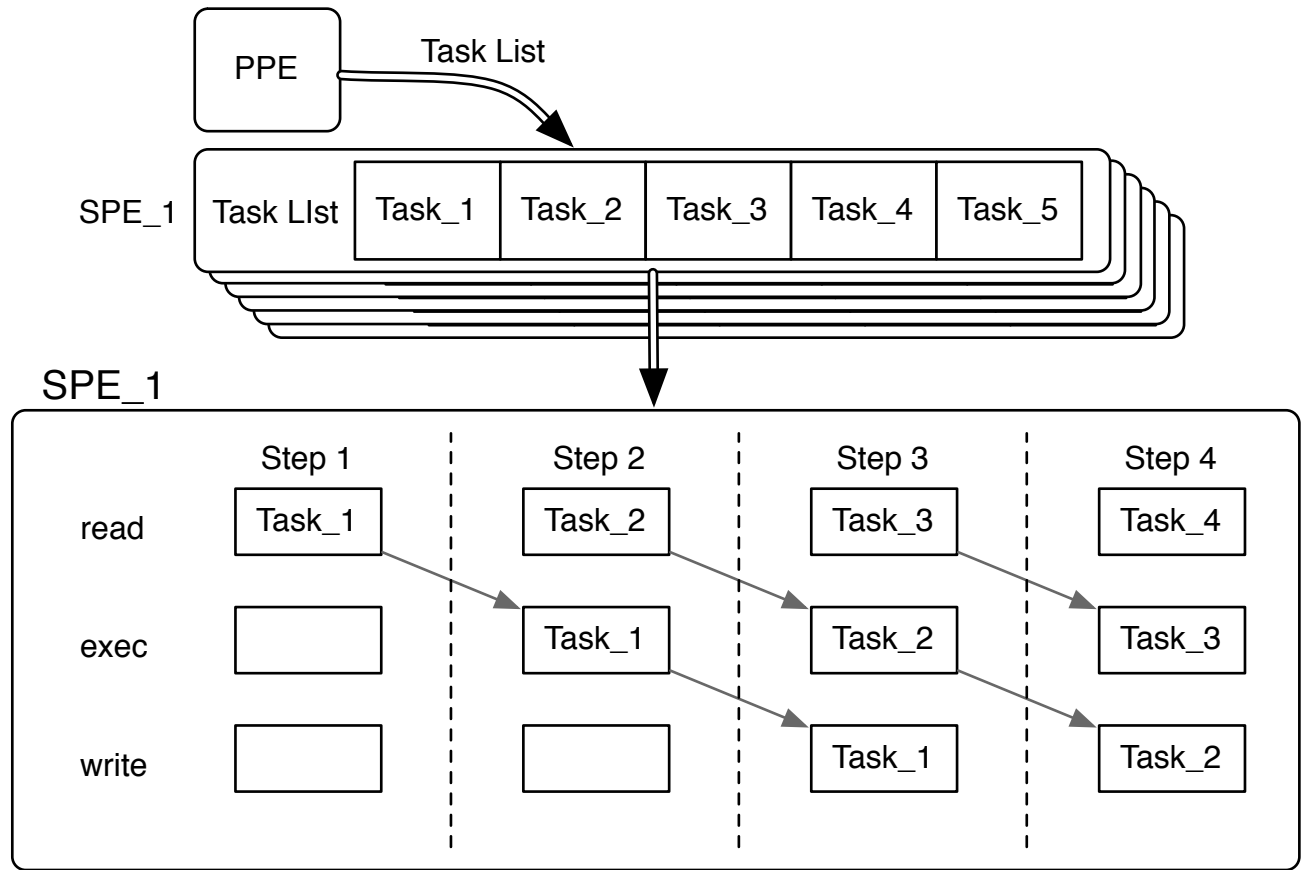 PPE
Task List
SPE_1
Task LIst
Task_1
Task_2
Task_3
Task_4
Task_5
SPE_1
Step 1
Step 2
Step 3
Step 4
read
Task_1
Task_2
Task_3
Task_4
exec
Task_1
Task_2
Task_3
write
Task_1
Task_2